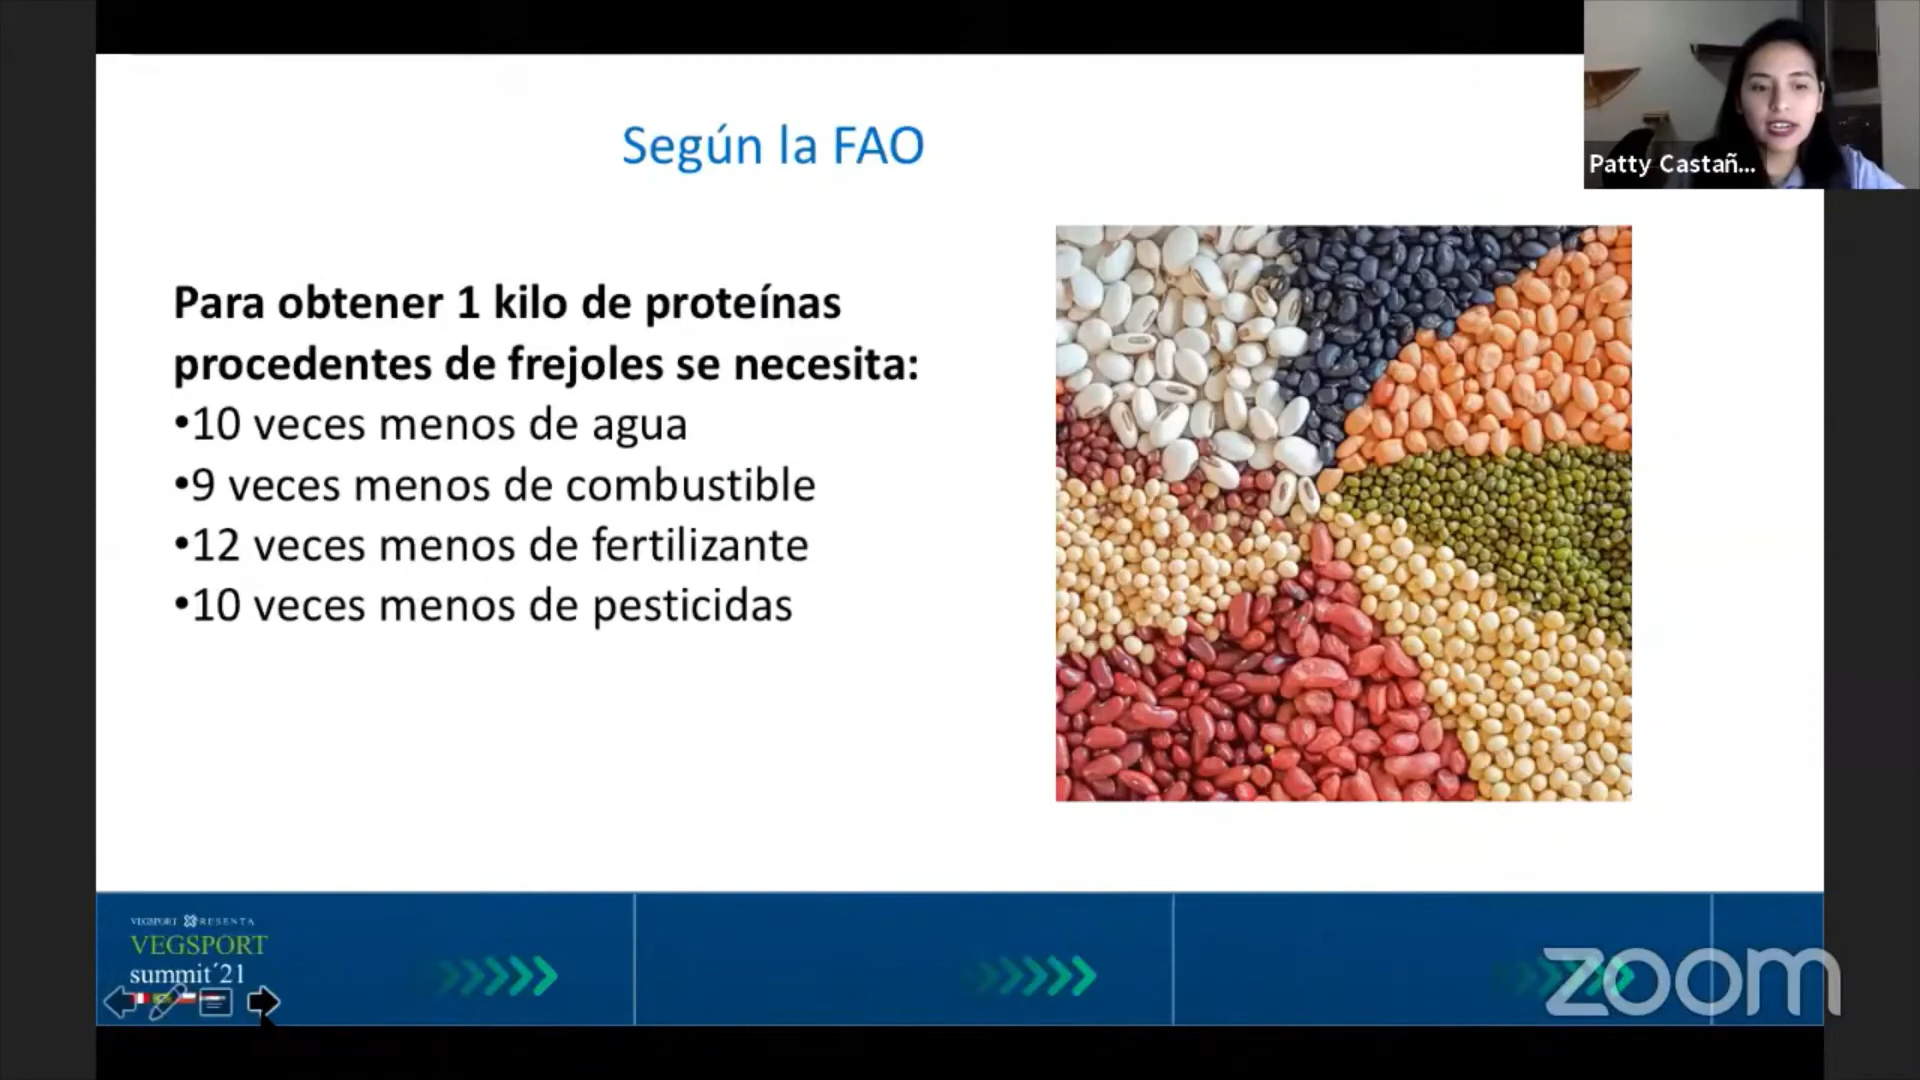 Según la FAO
Patty Castañ...
Para obtener 1 kilo de proteínas
procedentes de frejoles se necesita:
•10 veces menos de agua
•9 veces menos de combustible
•12 veces menos de fertilizante
•10 veces menos de pesticidas
VEGSPORT RESENTA
VEGSPORT
summit´21
zoom